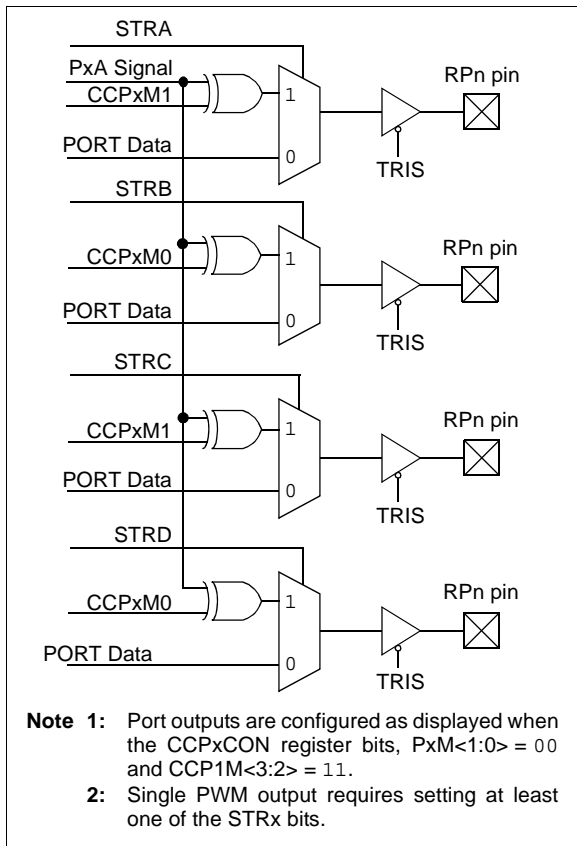 STRA
PxA Signal
CCPxM1
1
RPn pin
PORT Data
0
TRIS
STRB
CCPxM0
1
RPn pin
PORT Data
0
TRIS
STRC
CCPxM1
1
RPn pin
PORT Data
0
TRIS
STRD
CCPxM0
1
RPn pin
PORT Data
0
TRIS
Note 1: Port outputs are configured as displayed when
the CCPxCON register bits, PxM<1:0> = 00
and CCP1M<3:2> = 11.
2: Single PWM output requires setting at least
one of the STRx bits.